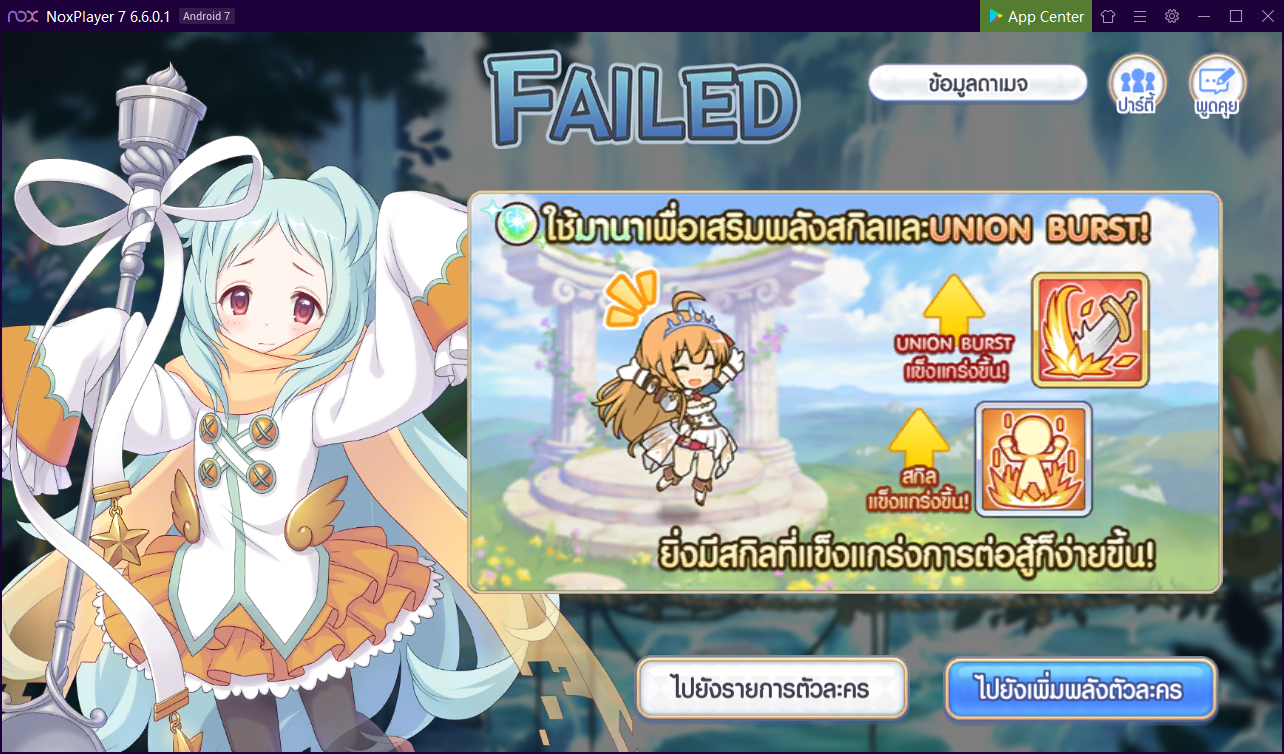 nox NoxPlayer 7 6.6.0.1 Android 7 App Center
FAILED
ข้อมูลดาเมจ
ปาร์ตี้
พูดคุย
ใช้มานาเพื่อเสริมพลังสกิลและUNION BURST!
UNION BURST
แข็งแกร่งขึ้น!
สกิล
แข็งแกร่งขึ้น!
ยิ่งมีสกิลที่แข็งแกร่งการต่อสู้ก็ง่ายขึ้น!
ไปยังรายการตัวละคร
ไปยังเพิ่มพลังตัวละคร